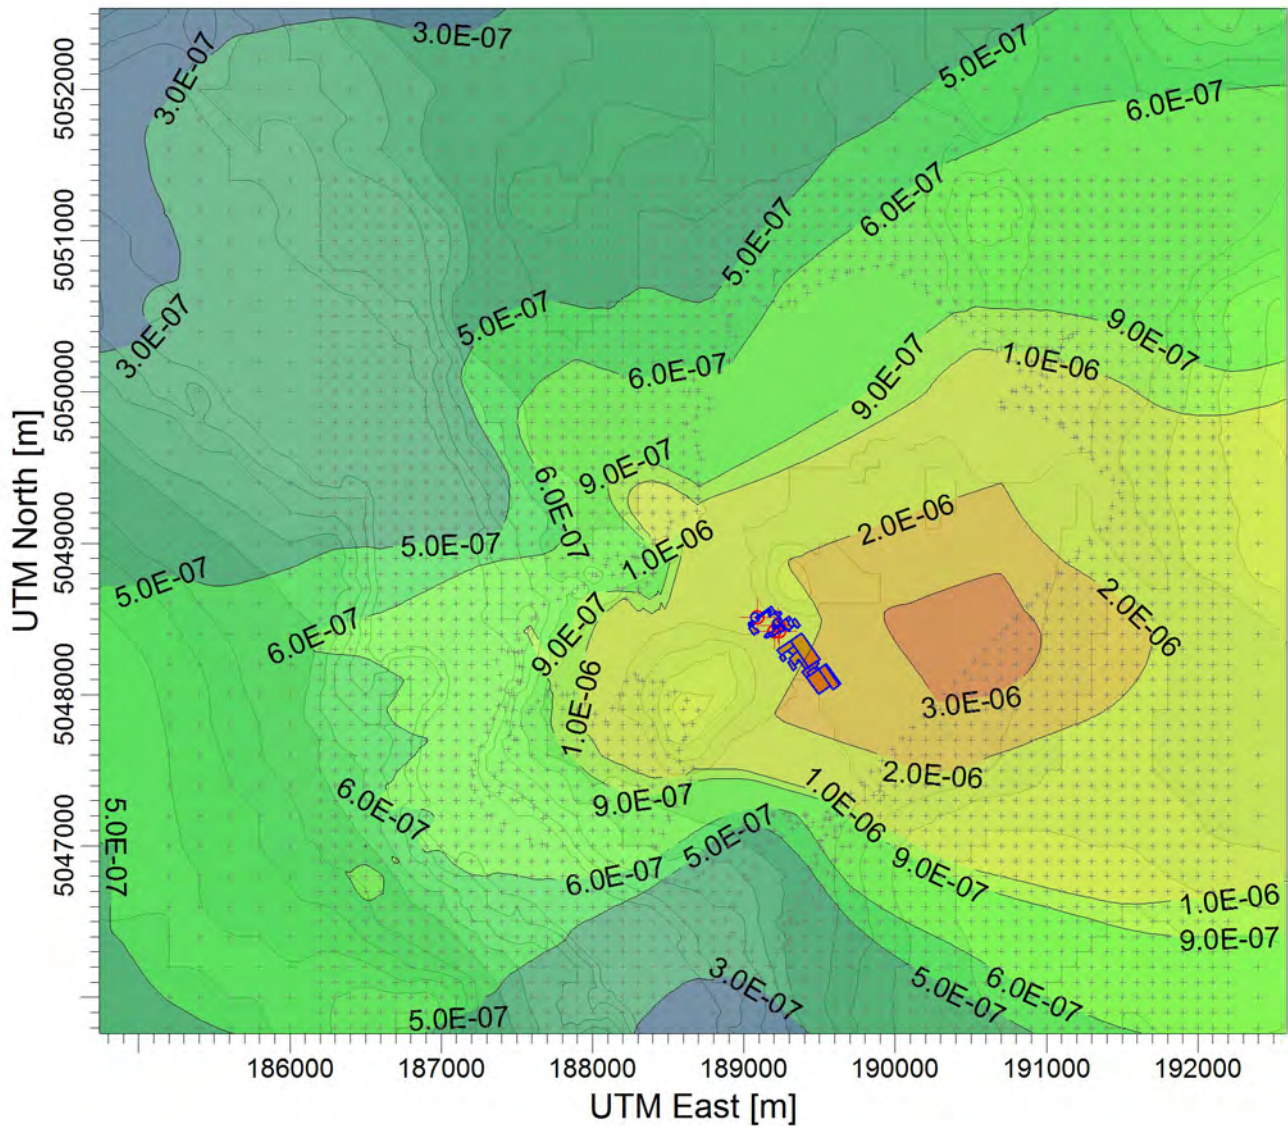 3.0E-07
3.0E-07
5.0E-07
6.0E-07
5052000
6.0E-07
5.0E-07
5051000
3.0E-07
5.0E-07
9.0E-07
1.0E-06
6.0E-07
9.0E-07
5050000
9.0E-07
6.0E-07
2.0E-06
5.0E-07
1.0E-06
5049000
5.0E-07
UTM North [m]
6.0E-07
9.0E-07
2.0E-06
1.0E-06
3.0E-06
5048000
2.0E-06
6.0E-07
9.0E-07
1.0E-06
5.0E-07
5.0E-07
5047000
6.0E-07
9.0E-07
1.0E-06
9.0E-07
3.0E-07
5.0E-07
6.0E-07
5.0E-07
186000
187000
188000
189000
190000
191000
192000
UTM East [m]